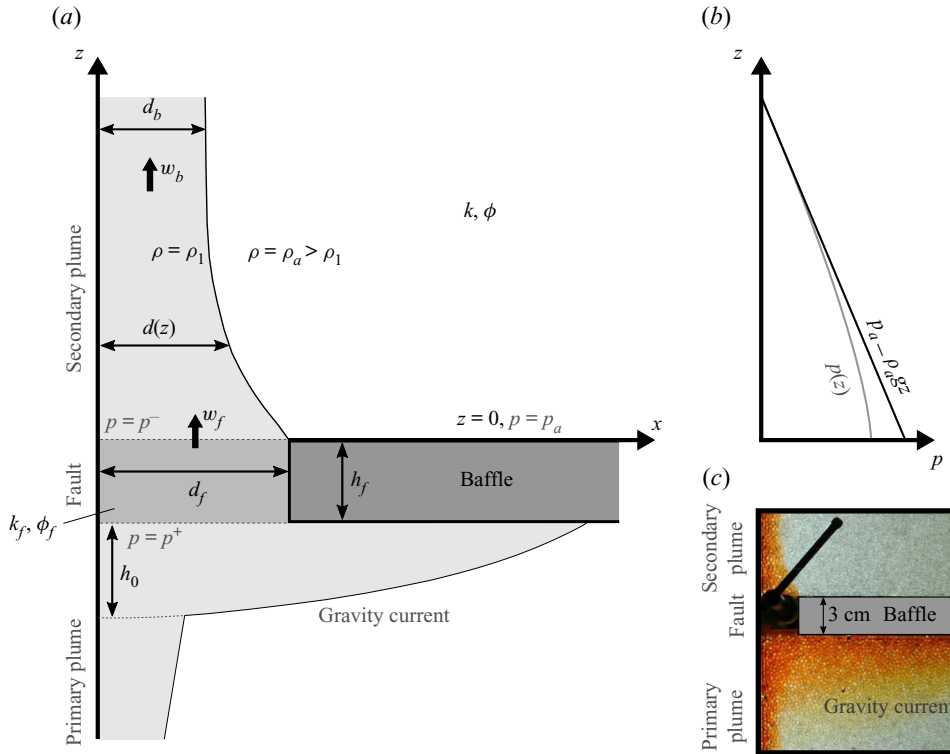 (a)
z
d_b
w_b
k, ϕ
ρ = ρ_1
ρ = ρ_a > ρ_1
Secondary plume
d(z)
p = p^−
w_f
z = 0, p = p_a
x
Fault
d_f
h_f
Baffle
k_f, ϕ_f
p = p^+
h_0
Gravity current
Primary plume
(b)
z
p_a − ρ_a gz
p(z)
p
(c)
Secondary
plume
Fault
3 cm Baffle
Primary
plume
Gravity current